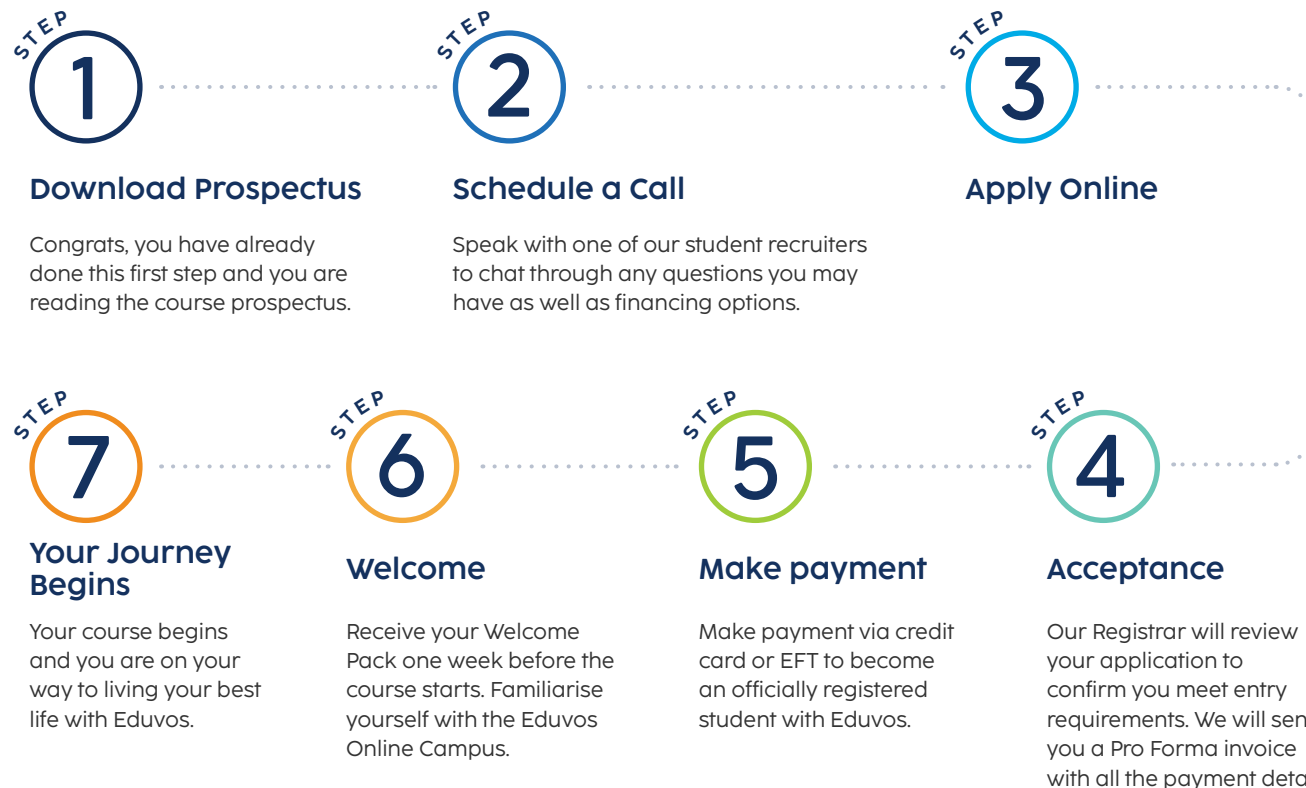 STEP
1
Download Prospectus
Congrats, you have already
done this first step and you are
reading the course prospectus.
STEP
2
Schedule a Call
Speak with one of our student recruiters
to chat through any questions you may
have as well as financing options.
STEP
3
Apply Online
STEP
4
Acceptance
Our Registrar will review
your application to
confirm you meet entry
requirements. We will sen
you a Pro Forma invoice
with all the payment deta
STEP
5
Make payment
Make payment via credit
card or EFT to become
an officially registered
student with Eduvos.
STEP
6
Welcome
Receive your Welcome
Pack one week before the
course starts. Familiarise
yourself with the Eduvos
Online Campus.
STEP
7
Your Journey
Begins
Your course begins
and you are on your
way to living your best
life with Eduvos.